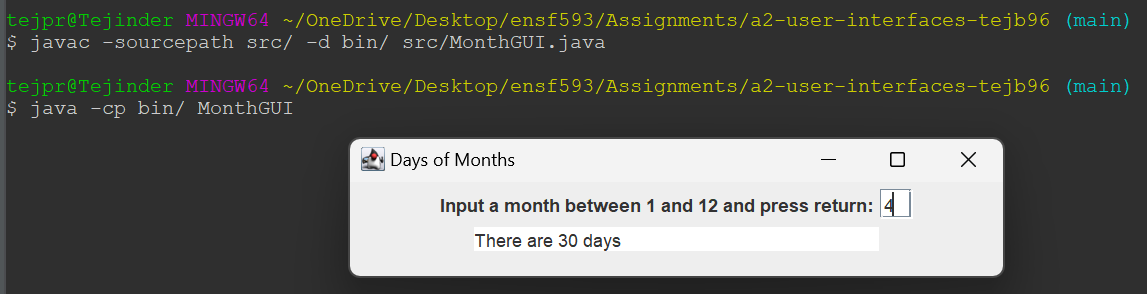 tejpr@Tejinder MINGW64 ~/OneDrive/Desktop/ensf593/Assignments/a2-user-interfaces-tejb96 (main)
$ javac -sourcepath src/ -d bin/ src/MonthGUI.java
tejpr@Tejinder MINGW64 ~/OneDrive/Desktop/ensf593/Assignments/a2-user-interfaces-tejb96 (main)
$ java -cp bin/ MonthGUI
Days of Months
Input a month between 1 and 12 and press return: 4
There are 30 days